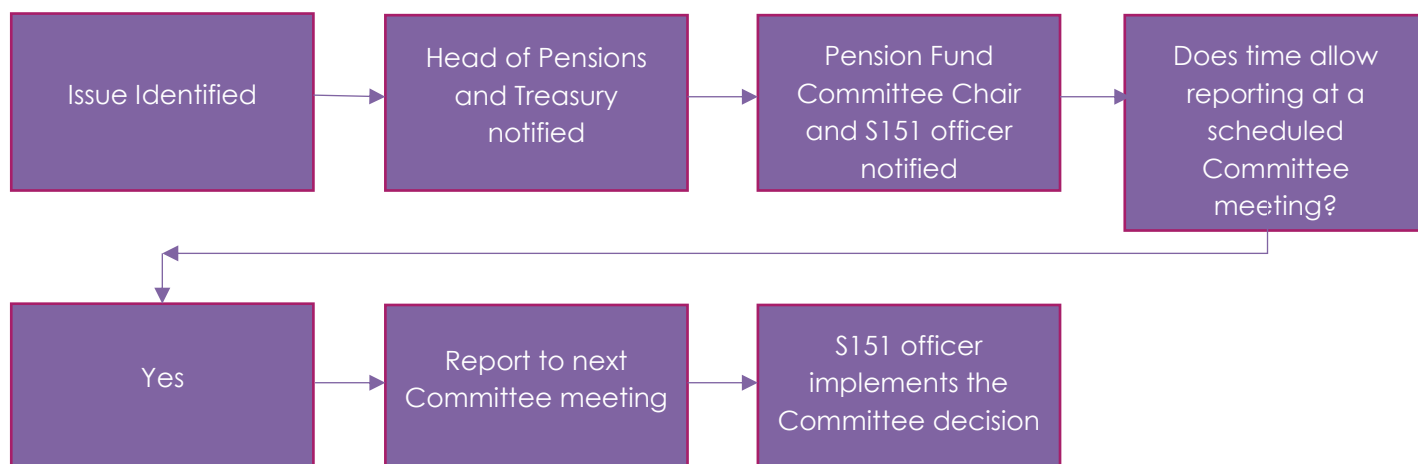 Issue Identified
Head of Pensions
and Treasury
notified
Pension Fund
Committee Chair
and S151 officer
notified
Does time allow
reporting at a
scheduled
Committee
meeting?
Yes
Report to next
Committee meeting
S151 officer
implements the
Committee decision